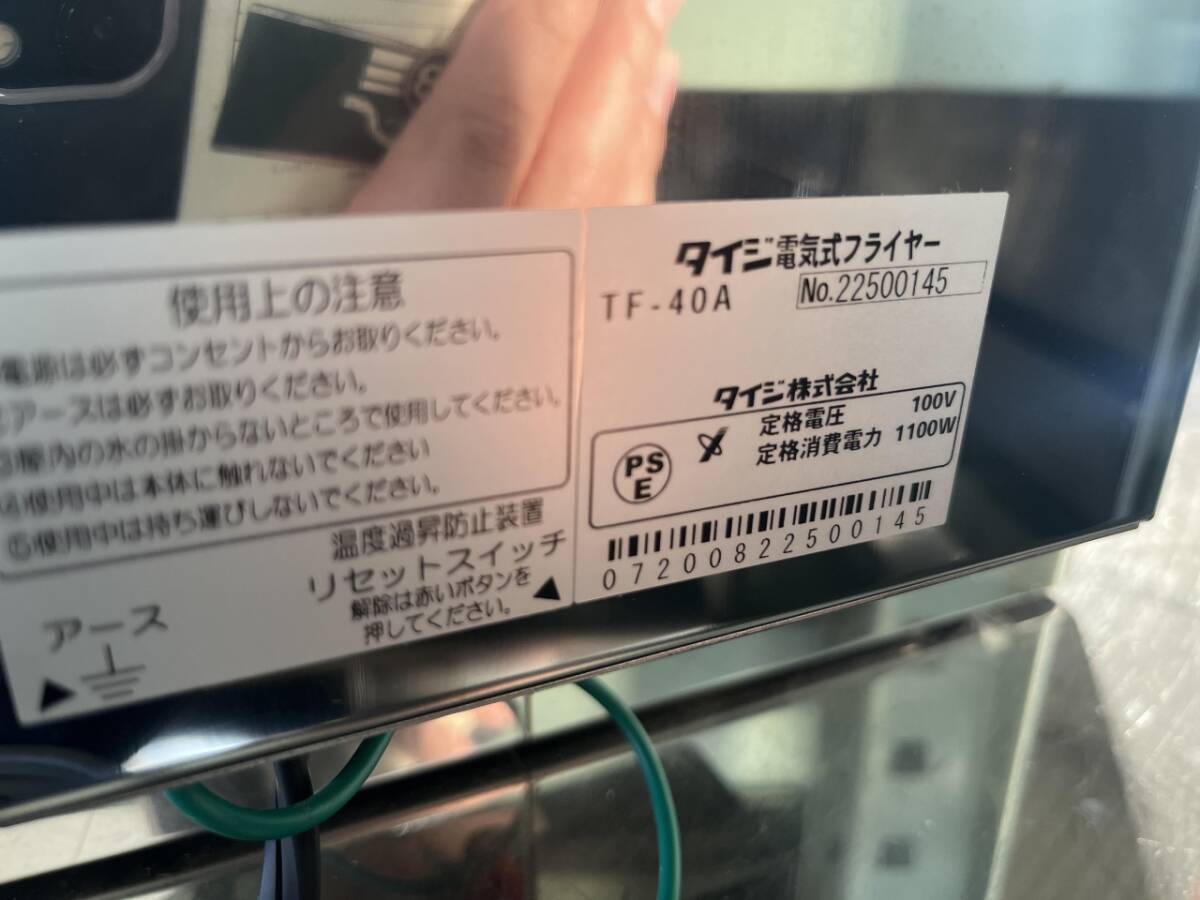 使用上の注意
電源は必ずコンセントからお取りください。
②アースは必ずお取りください。
③屋内の水の掛からないところで使用してください。
④使用中は本体に触れないでください
⑤使用中は持ち運びしないでください。
温度過昇防止装置
リセットスイッチ
解除は赤いボタンを
押してください。
アース
タイジ電気式フライヤー
TF-40A
No.22500145
タイジ株式会社
PS
E
定格電圧 100V
定格消費電力 1100W
07200822500145